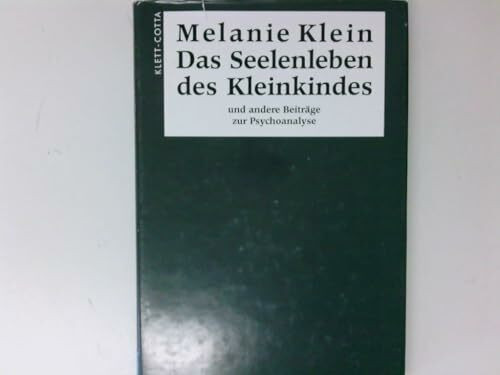 KLETT-COTTA
Melanie Klein
Das Seelenleben
des Kleinkindes
und andere Beiträge
zur Psychoanalyse